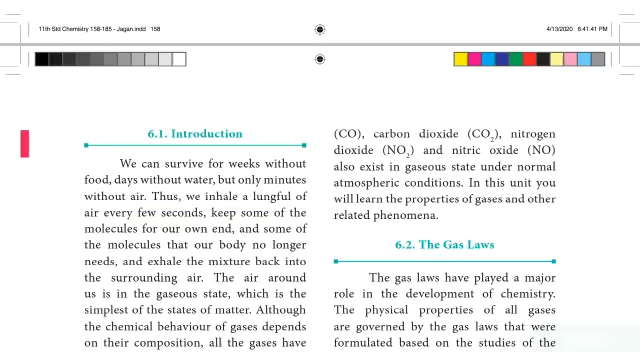 11th Std Chemistry 158-185 - Jagan.indd 158
4/13/2020 6:41:41 PM
6.1. Introduction
We can survive for weeks without
food, days without water, but only minutes
without air. Thus, we inhale a lungful of
air every few seconds, keep some of the
molecules for our own end, and some of
the molecules that our body no longer
needs, and exhale the mixture back into
the surrounding air. The air around
us is in the gaseous state, which is the
simplest of the states of matter. Although
the chemical behaviour of gases depends
on their composition, all the gases have
(CO), carbon dioxide (CO₂), nitrogen
dioxide (NO₂) and nitric oxide (NO)
also exist in gaseous state under normal
atmospheric conditions. In this unit you
will learn the properties of gases and other
related phenomena.
6.2. The Gas Laws
The gas laws have played a major
role in the development of chemistry.
The physical properties of all gases
are governed by the gas laws that were
formulated based on the studies of the